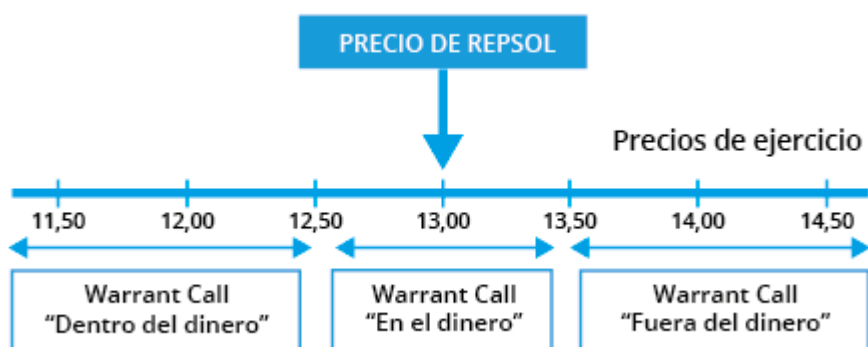 PRECIO DE REPSOL
Precios de ejercicio
11,50 12,00 12,50 13,00 13,50 14,00 14,50
Warrant Call
“Dentro del dinero”
Warrant Call
“En el dinero”
Warrant Call
“Fuera del dinero”